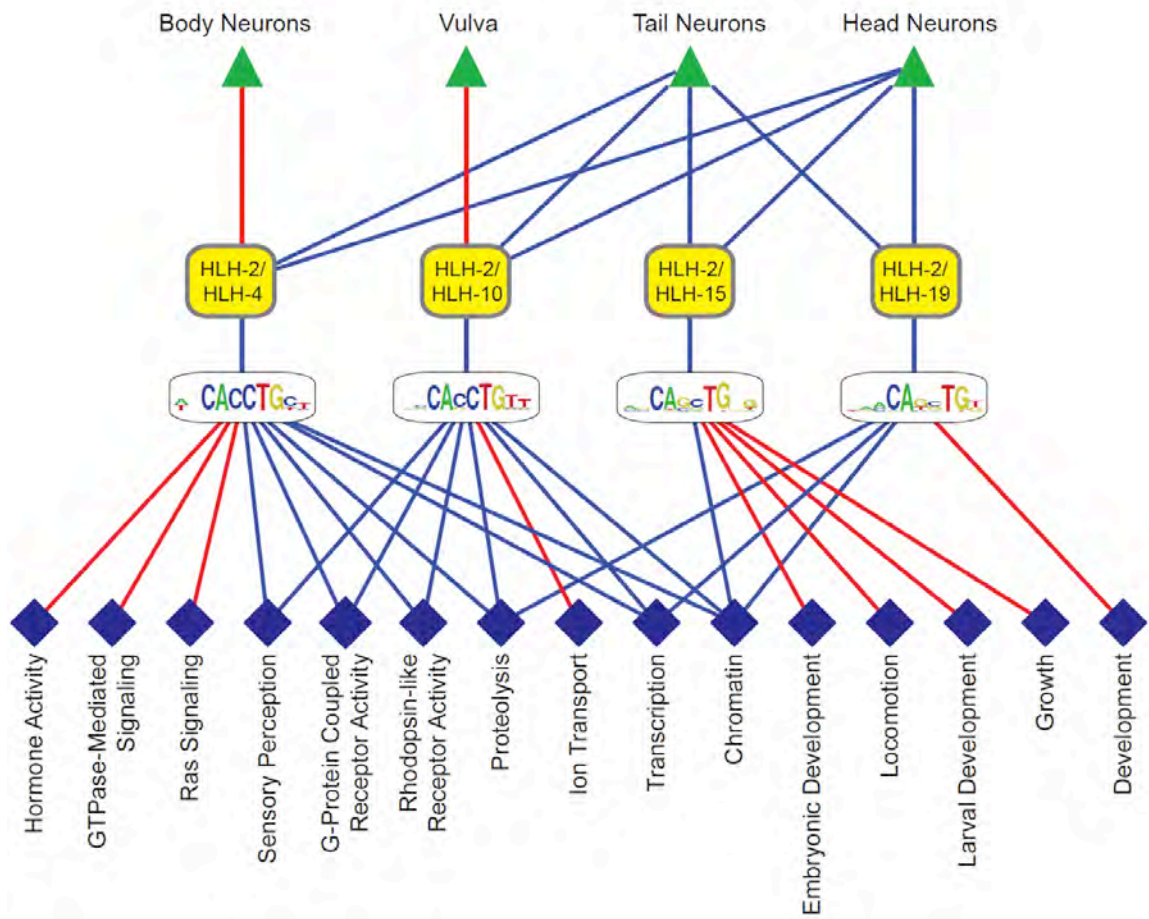 Body Neurons
Vulva
Tail Neurons
Head Neurons
HLH-2/
HLH-4
HLH-2/
HLH-10
HLH-2/
HLH-15
HLH-2/
HLH-19
CACCTG
CACCTGTT
CAGCTG
CAGCTG
Hormone Activity
GTPase-Mediated
Signaling
Ras Signaling
Sensory Perception
G-Protein Coupled
Receptor Activity
Rhodopsin-like
Receptor Activity
Proteolysis
Ion Transport
Transcription
Chromatin
Embryonic Development
Locomotion
Larval Development
Growth
Development